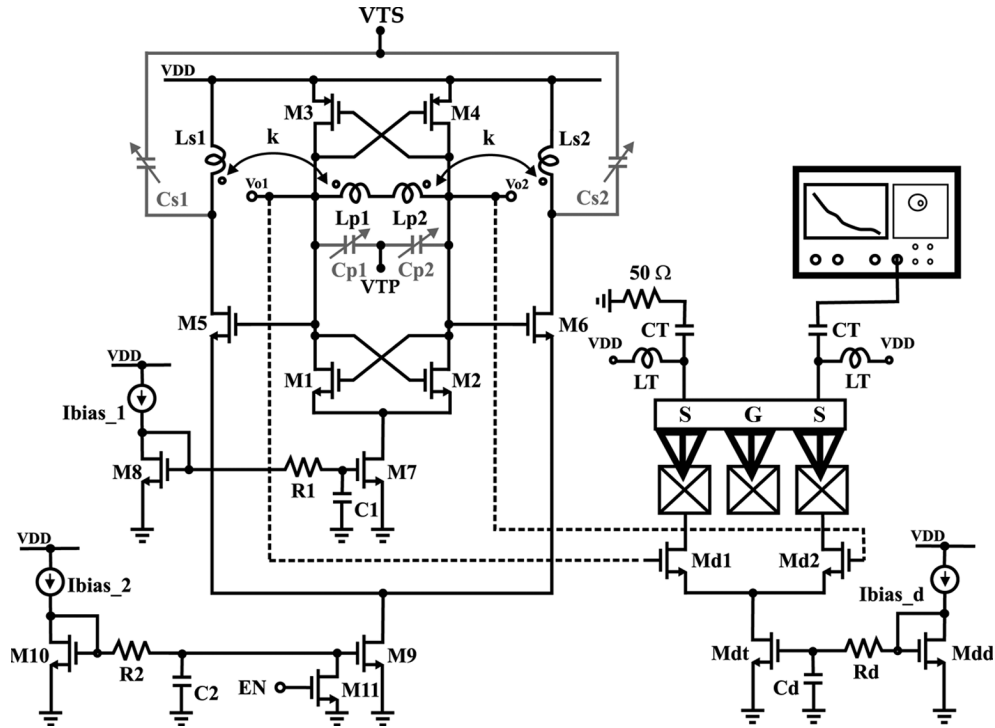 VTS
VDD
M3
M4
Ls1
k
k
Ls2
Cs1
Vo1
Vo2
Cs2
Lp1
Lp2
Cp1
Cp2
VTP
50 Ω
M5
M6
CT
CT
VDD
LT
LT
VDD
VDD
M1
M2
Ibias_1
S G S
M8
R1
M7
C1
VDD
Ibias_2
Md1
Md2
VDD
Ibias_d
M10
R2
M9
Mdt
Rd
Mdd
C2
EN
M11
Cd